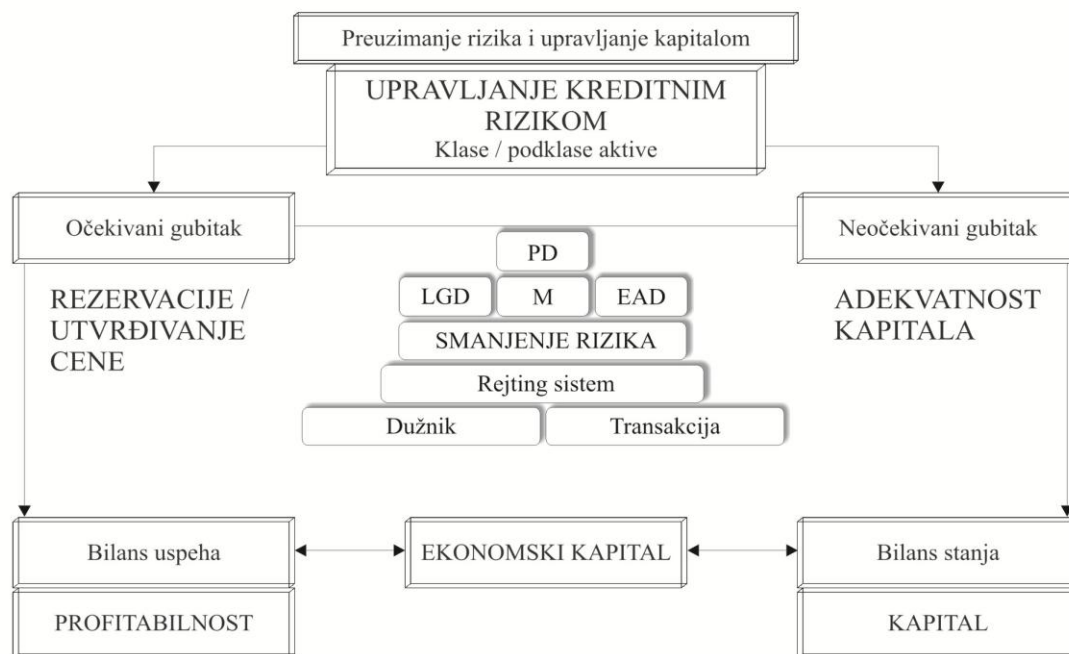 Preuzimanje rizika i upravljanje kapitalom
UPRAVLJANJE KREDITNIM
RIZIKOM
Klase / podklase aktive
Očekivani gubitak
Neočekivani gubitak
PD
LGD
M
EAD
SMANJENJE RIZIKA
Rejting sistem
Dužnik
Transakcija
REZERVACIJE /
UTVRĐIVANJE
CENE
ADEKVATNOST
KAPITALA
Bilans uspeha
EKONOMSKI KAPITAL
Bilans stanja
PROFITABILNOST
KAPITAL